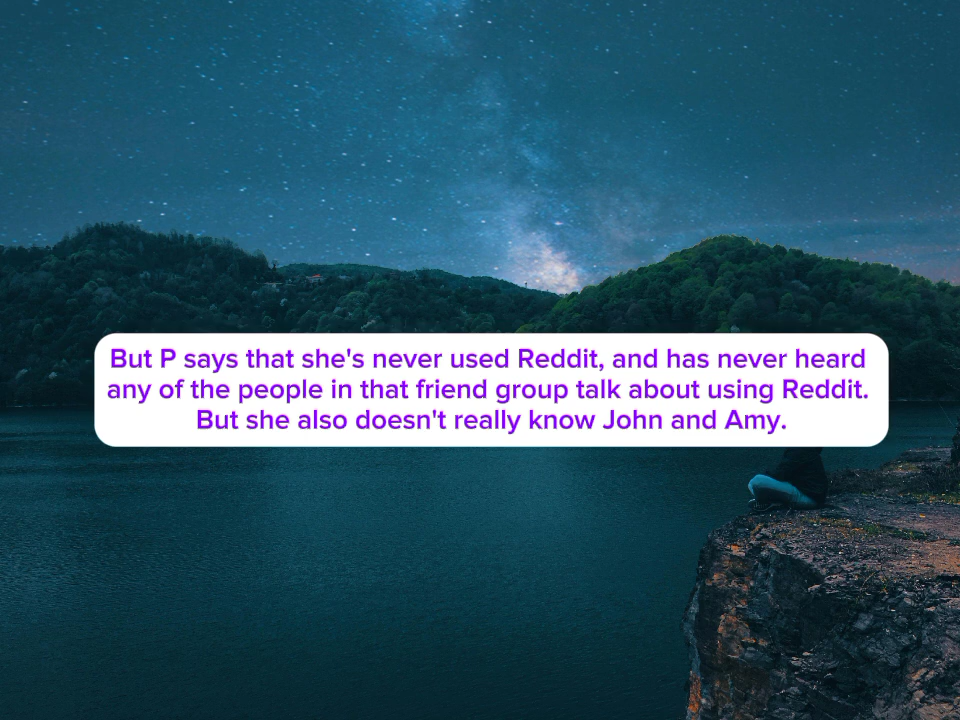 But P says that she's never used Reddit, and has never heard
any of the people in that friend group talk about using Reddit.
But she also doesn't really know John and Amy.